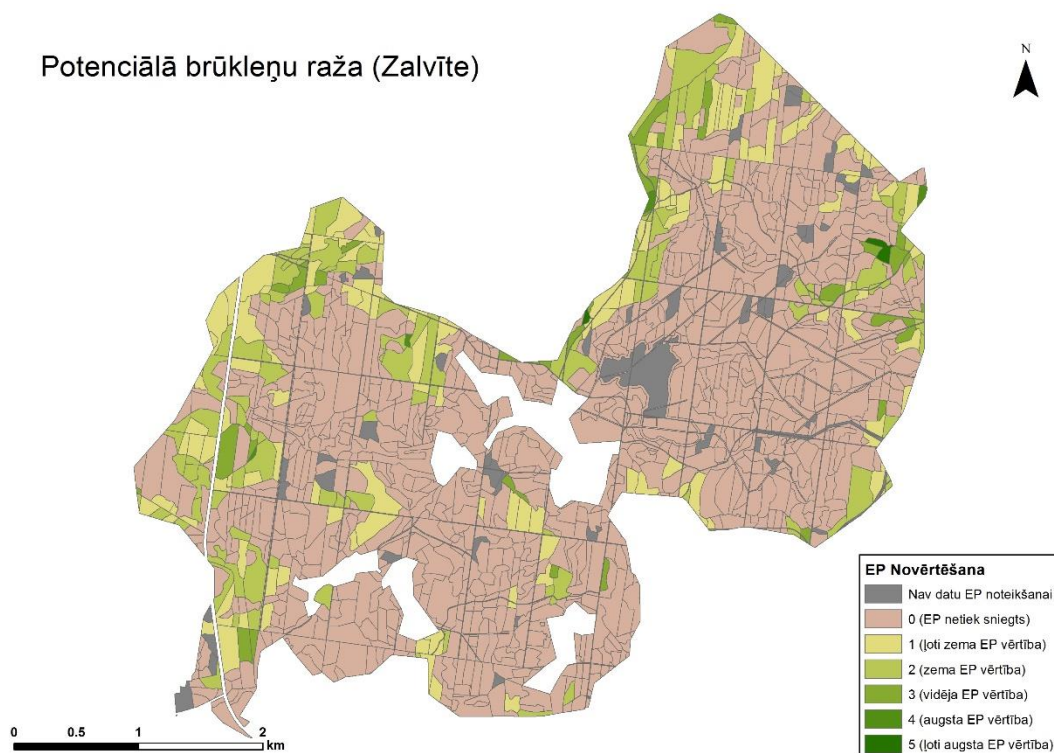 Potenciālā brūkleņu raža (Zalvīte)
N
EP Novērtēšana
Nav datu EP noteikšanai
0 (EP netiek sniegts)
1 (ļoti zema EP vērtība)
2 (zema EP vērtība)
3 (vidēja EP vērtība)
4 (augsta EP vērtība)
5 (ļoti augsta EP vērtība)
0 1 2
km